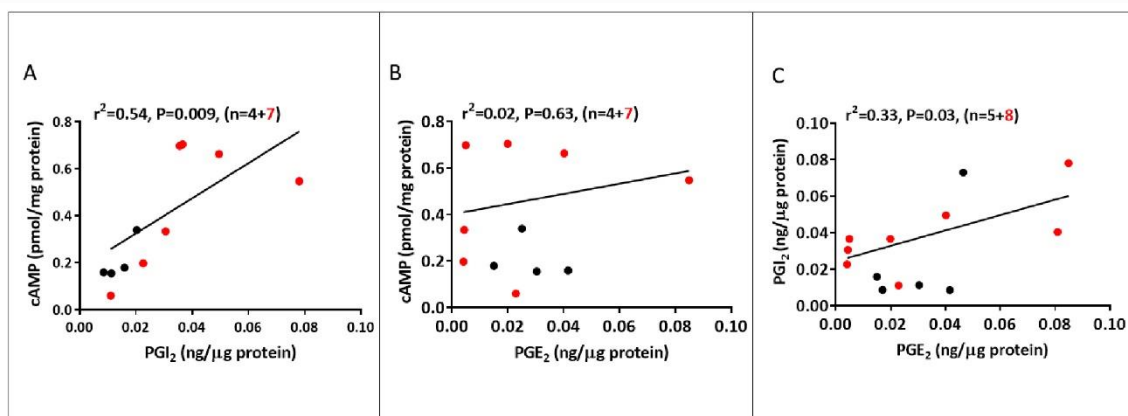 A
r²=0.54, P=0.009, (n=4+7)
cAMP (pmol/mg protein)
0.8
0.6
0.4
0.2
0.0
0.00 0.02 0.04 0.06 0.08 0.10
PGI₂ (ng/μg protein)
B
r²=0.02, P=0.63, (n=4+7)
cAMP (pmol/mg protein)
0.8
0.6
0.4
0.2
0.0
0.00 0.02 0.04 0.06 0.08 0.10
PGE₂ (ng/μg protein)
C
r²=0.33, P=0.03, (n=5+8)
PGI₂ (ng/μg protein)
0.10
0.08
0.06
0.04
0.02
0.00
0.00 0.02 0.04 0.06 0.08 0.10
PGE₂ (ng/μg protein)